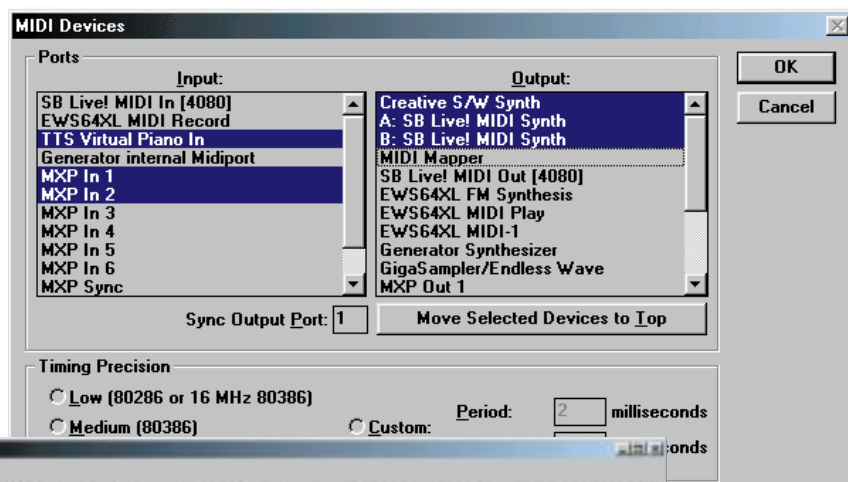 MIDI Devices
Ports
Input:
SB Live! MIDI In [4080]
EWS64XL MIDI Record
TTS Virtual Piano In
Generator internal Midiport
MXP In 1
MXP In 2
MXP In 3
MXP In 4
MXP In 5
MXP In 6
MXP Sync
Output:
Creative S/W Synth
A: SB Live! MIDI Synth
B: SB Live! MIDI Synth
MIDI Mapper
SB Live! MIDI Out [4080]
EWS64XL FM Synthesis
EWS64XL MIDI Play
EWS64XL MIDI-1
Generator Synthesizer
GigaSampler/Endless Wave
MXP Out 1
OK
Cancel
Sync Output Port: 1
Move Selected Devices to Top
Timing Precision
Low (80286 or 16 MHz 80386)
Medium (80386)
Custom:
Period: 2 milliseconds
onds